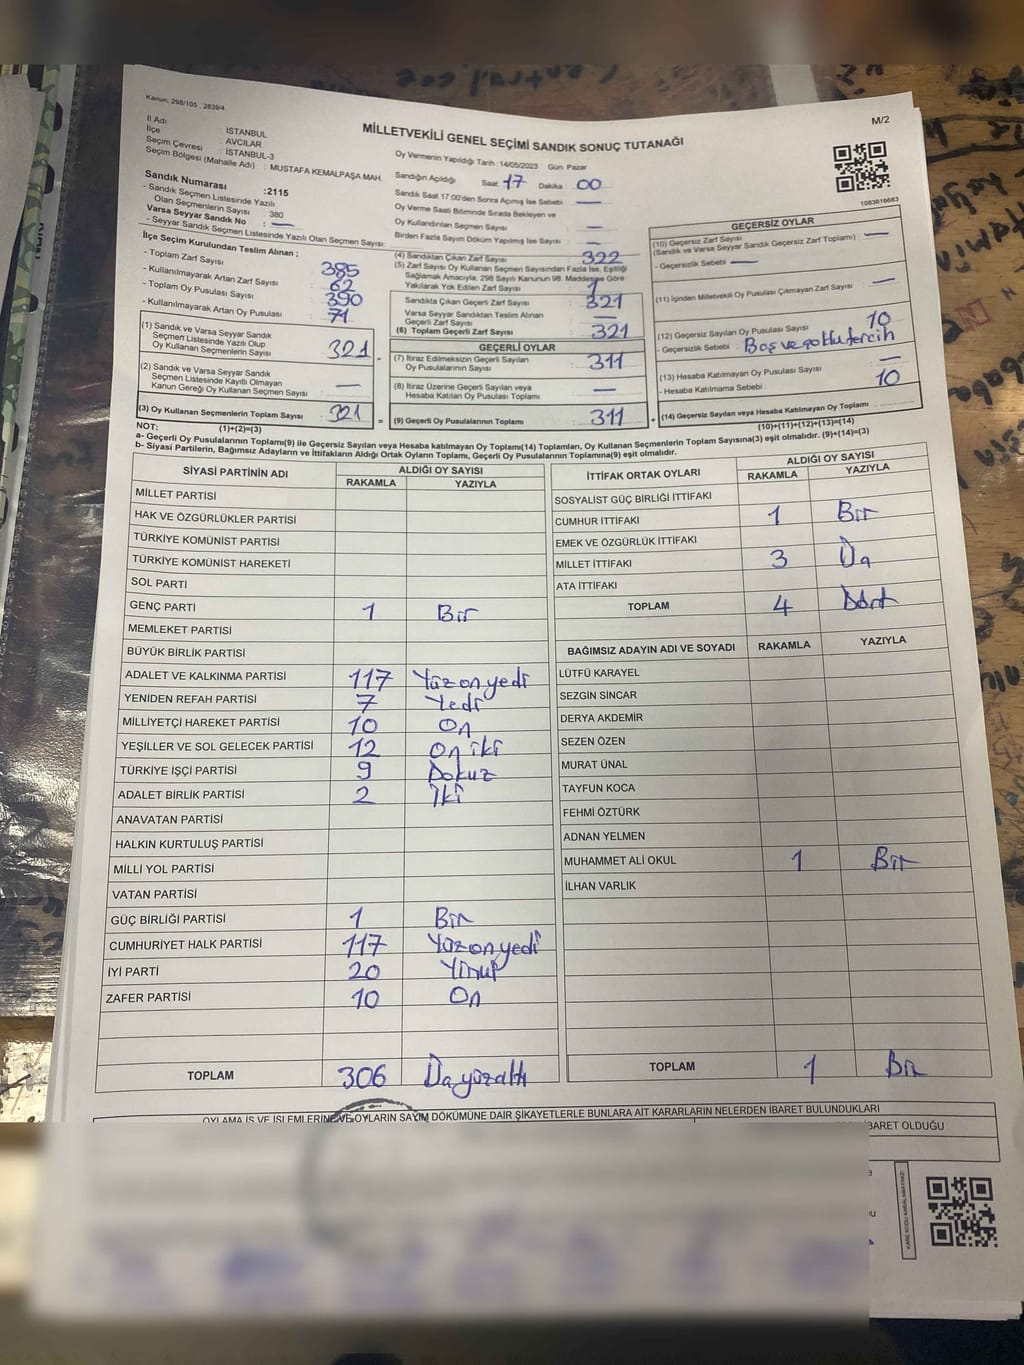 Kanun; 298/105 , 2839/4
M/2
MİLLETVEKİLİ GENEL SEÇİMİ SANDIK SONUÇ TUTANAĞI
İl Adı : İSTANBUL
İlçe : AVCILAR
Seçim Çevresi : İSTANBUL-3
Seçim Bölgesi (Mahalle Adı) : MUSTAFA KEMALPAŞA MAH.
Sandık Numarası :2115
- Sandık Seçmen Listesinde Yazılı
Olan Seçmenlerin Sayısı : 380
Varsa Seyyar Sandık No : —
- Seyyar Sandık Seçmen Listesinde Yazılı Olan Seçmen Sayısı:
Oy Vermenin Yapıldığı Tarih :14/05/2023 Gün: Pazar
Sandığın Açıldığı Saat: 17 Dakika : 00
Sandık Saat 17:00'den Sonra Açılmış İse Sebebi : —
Oy Verme Saati Bitiminde Sırada Bekleyen ve
Oy Kullandırılan Seçmen Sayısı : —
Birden Fazla Sayım Döküm Yapılmış İse Sayısı : —
1083616683
İlçe Seçim Kurulundan Teslim Alınan ;
- Toplam Zarf Sayısı : 385
- Kullanılmayarak Artan Zarf Sayısı : 62
- Toplam Oy Pusulası Sayısı : 390
- Kullanılmayarak Artan Oy Pusulası : 71
(1) Sandık ve Varsa Seyyar Sandık
Seçmen Listesinde Yazılı Olup
Oy Kullanan Seçmenlerin Sayısı : 321
(2) Sandık ve Varsa Seyyar Sandık
Seçmen Listesinde Kayıtlı Olmayan
Kanun Gereği Oy Kullanan Seçmen Sayısı : —
(3) Oy Kullanan Seçmenlerin Toplam Sayısı : 321
(1)+(2)=(3)
(4) Sandıktan Çıkan Zarf Sayısı : 322
(5) Zarf Sayısı Oy Kullanan Seçmen Sayısından Fazla İse, Eşitliği
Sağlamak Amacıyla, 298 Sayılı Kanunun 98. Maddesine Göre
Yakılarak Yok Edilen Zarf Sayısı : 1
Sandıkta Çıkan Geçerli Zarf Sayısı : 321
Varsa Seyyar Sandıktan Teslim Alınan
Geçerli Zarf Sayısı : —
(6) Toplam Geçerli Zarf Sayısı : 321
GEÇERLİ OYLAR
(7) İtiraz Edilmeksizin Geçerli Sayılan
Oy Pusulalarının Sayısı : 311
(8) İtiraz Üzerine Geçerli Sayılan veya
Hesaba Katılan Oy Pusulası Toplamı : —
= (9) Geçerli Oy Pusulalarının Toplamı : 311 +
GEÇERSİZ OYLAR
(10) Geçersiz Zarf Sayısı : —
(Sandık ve Varsa Seyyar Sandık Geçersiz Zarf Toplamı)
- Geçersizlik Sebebi : —
(11) İçinden Milletvekili Oy Pusulası Çıkmayan Zarf Sayısı : —
(12) Geçersiz Sayılan Oy Pusulası Sayısı : 10
- Geçersizlik Sebebi : Boş ve çoklu tercih
(13) Hesaba Katılmayan Oy Pusulası Sayısı : —
- Hesaba Katılmama Sebebi :
(14) Geçersiz Sayılan veya Hesaba Katılmayan Oy Toplamı : 10
(10)+(11)+(12)+(13)=(14)
NOT:
a- Geçerli Oy Pusulalarının Toplamı(9) ile Geçersiz Sayılan veya Hesaba katılmayan Oy Toplamı(14) Toplamları, Oy Kullanan Seçmenlerin Toplam Sayısına(3) eşit olmalıdır. (9)+(14)=(3)
b- Siyasi Partilerin, Bağımsız Adayların ve İttifakların Aldığı Ortak Oyların Toplamı, Geçerli Oy Pusulalarının Toplamına(9) eşit olmalıdır.
SİYASİ PARTİNİN ADI ALDIĞI OY SAYISI
RAKAMLA YAZIYLA
MİLLET PARTİSİ
HAK VE ÖZGÜRLÜKLER PARTİSİ
TÜRKİYE KOMÜNİST PARTİSİ
TÜRKİYE KOMÜNİST HAREKETİ
SOL PARTİ
GENÇ PARTİ 1 Bir
MEMLEKET PARTİSİ
BÜYÜK BİRLİK PARTİSİ
ADALET VE KALKINMA PARTİSİ 117 Yüzonyedi
YENİDEN REFAH PARTİSİ 7 Yedi
MİLLİYETÇİ HAREKET PARTİSİ 10 On
YEŞİLLER VE SOL GELECEK PARTİSİ 12 On iki
TÜRKİYE İŞÇİ PARTİSİ 9 Dokuz
ADALET BİRLİK PARTİSİ 2 İki
ANAVATAN PARTİSİ
HALKIN KURTULUŞ PARTİSİ
MİLLİ YOL PARTİSİ
VATAN PARTİSİ
GÜÇ BİRLİĞİ PARTİSİ 1 Bir
CUMHURİYET HALK PARTİSİ 117 Yüzonyedi
İYİ PARTİ 20 Yirmi
ZAFER PARTİSİ 10 On
TOPLAM 306 Üçyüzaltı
İTTİFAK ORTAK OYLARI ALDIĞI OY SAYISI
RAKAMLA YAZIYLA
SOSYALİST GÜÇ BİRLİĞİ İTTİFAKI
CUMHUR İTTİFAKI 1 Bir
EMEK VE ÖZGÜRLÜK İTTİFAKI
MİLLET İTTİFAKI 3 Üç
ATA İTTİFAKI
TOPLAM 4 Dört
BAĞIMSIZ ADAYIN ADI VE SOYADI RAKAMLA YAZIYLA
LÜTFÜ KARAYEL
SEZGİN SİNCAR
DERYA AKDEMİR
SEZEN ÖZEN
MURAT ÜNAL
TAYFUN KOCA
FEHMİ ÖZTÜRK
ADNAN YELMEN
MUHAMMET ALİ OKUL 1 Bir
İLHAN VARLIK
TOPLAM 1 Bir
OYLAMA İŞ VE İŞLEMLERİNE VE OYLARIN SAYIM DÖKÜMÜNE DAİR ŞİKAYETLERLE BUNLARA AİT KARARLARIN NELERDEN İBARET BULUNDUKLARI
İBARET OLDUĞU
KARE KODU KARALAMAYINIZ!